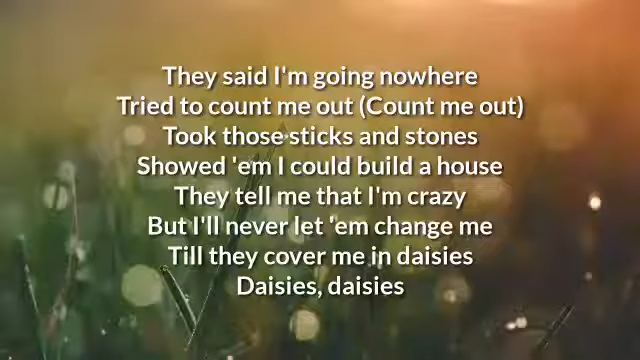 They said I'm going nowhere
Tried to count me out (Count me out)
Took those sticks and stones
Showed 'em I could build a house
They tell me that I'm crazy
But I'll never let 'em change me
Till they cover me in daisies
Daisies, daisies